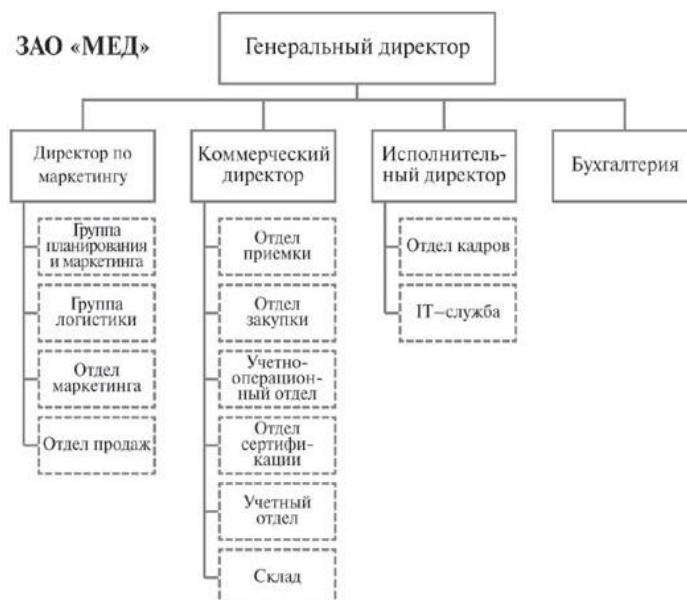 ЗАО «МЕД»
Генеральный директор
Директор по
маркетингу
Коммерческий
директор
Исполнитель-
ный директор
Бухгалтерия
Группа
планирования
и маркетинга
Группа
логистики
Отдел
маркетинга
Отдел продаж
Отдел
приемки
Отдел
закупки
Учетно-
операцион-
ный отдел
Отдел
сертифи-
кации
Учетный
отдел
Склад
Отдел кадров
IT–служба